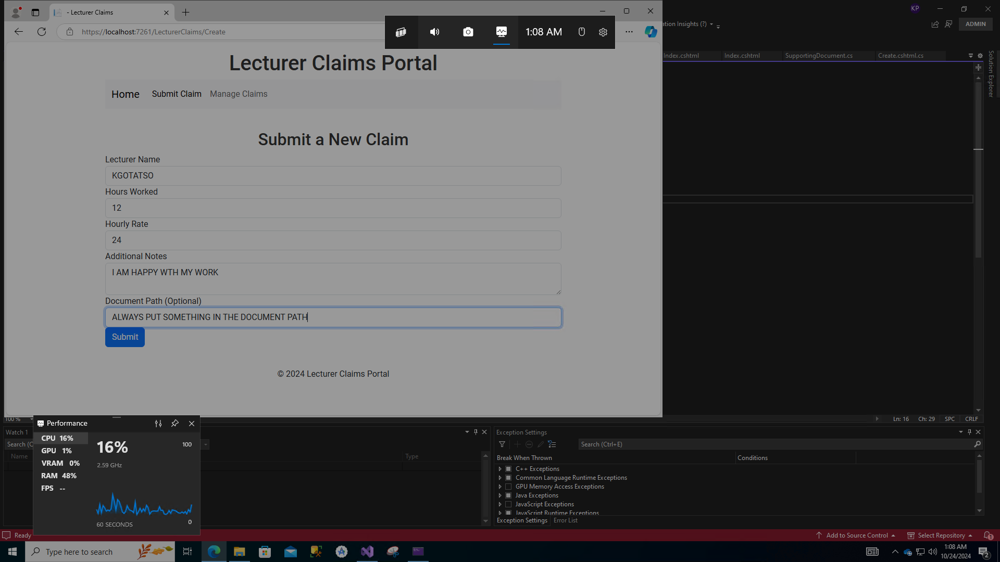 - Lecturer Claims
https://localhost:7261/LecturerClaims/Create
1:08 AM
KP
ation Insights (?)
ADMIN
Index.cshtml
Index.cshtml
SupportingDocument.cs
Create.cshtml.cs
Solution Explorer
Lecturer Claims Portal
Home
Submit Claim
Manage Claims
Submit a New Claim
Lecturer Name
KGOTATSO
Hours Worked
12
Hourly Rate
24
Additional Notes
I AM HAPPY WTH MY WORK
Document Path (Optional)
ALWAYS PUT SOMETHING IN THE DOCUMENT PATH
Submit
© 2024 Lecturer Claims Portal
100 %
Ln: 16
Ch: 29
SPC
CRLF
Performance
CPU 16%
GPU 1%
VRAM 0%
RAM 48%
FPS --
16%
100
2.59 GHz
60 SECONDS
0
Watch 1
Search (C
Name
Type
Exception Settings
Search (Ctrl+E)
Break When Thrown
Conditions
C++ Exceptions
Common Language Runtime Exceptions
GPU Memory Access Exceptions
Java Exceptions
JavaScript Exceptions
JavaScript Runtime Exceptions
Exception Settings
Error List
Ready
Add to Source Control
Select Repository
1
Type here to search
1:08 AM
10/24/2024
2